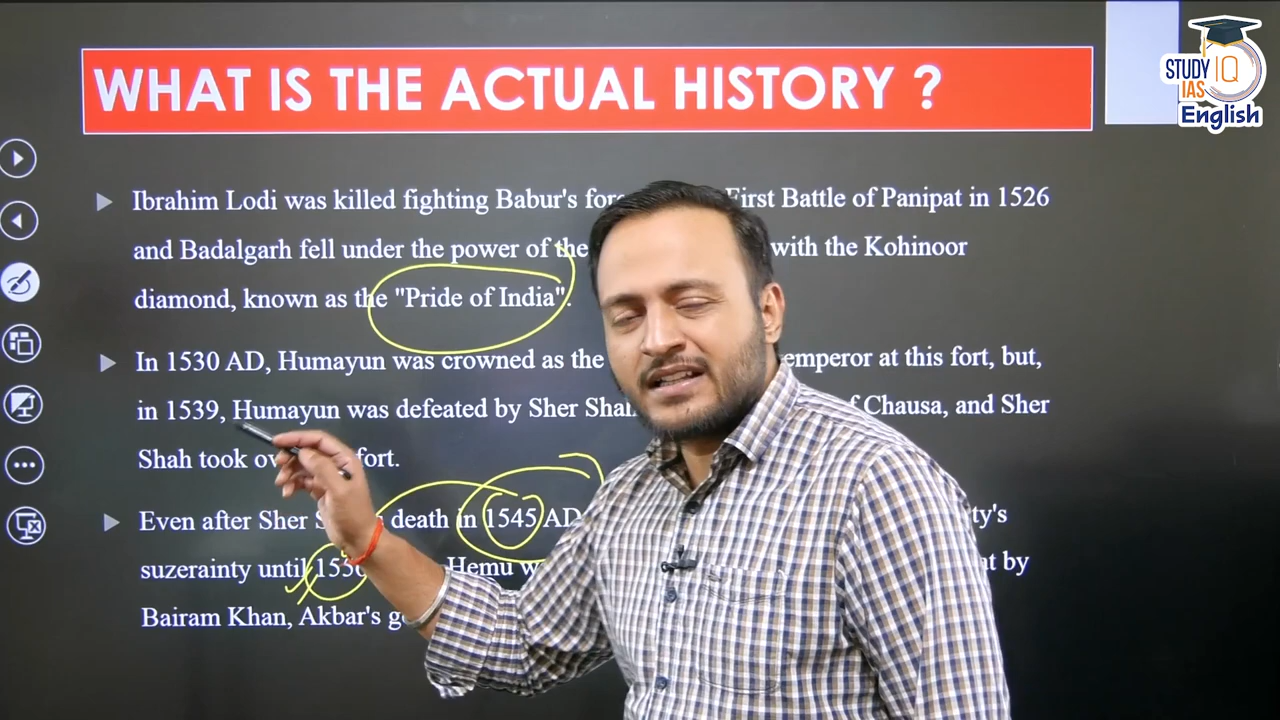 WHAT IS THE ACTUAL HISTORY ?
STUDY IQ
IAS
English
Ibrahim Lodi was killed fighting Babur's First Battle of Panipat in 1526
and Badalgarh fell under the power of the with the Kohinoor
diamond, known as the "Pride of India".
In 1530 AD, Humayun was crowned as the emperor at this fort, but,
in 1539, Humayun was defeated by Sher Shah of Chausa, and Sher
Shah took fort.
Even after Sher death in 1545 AD
suzerainty until Hemu by
Bairam Khan, Akbar's